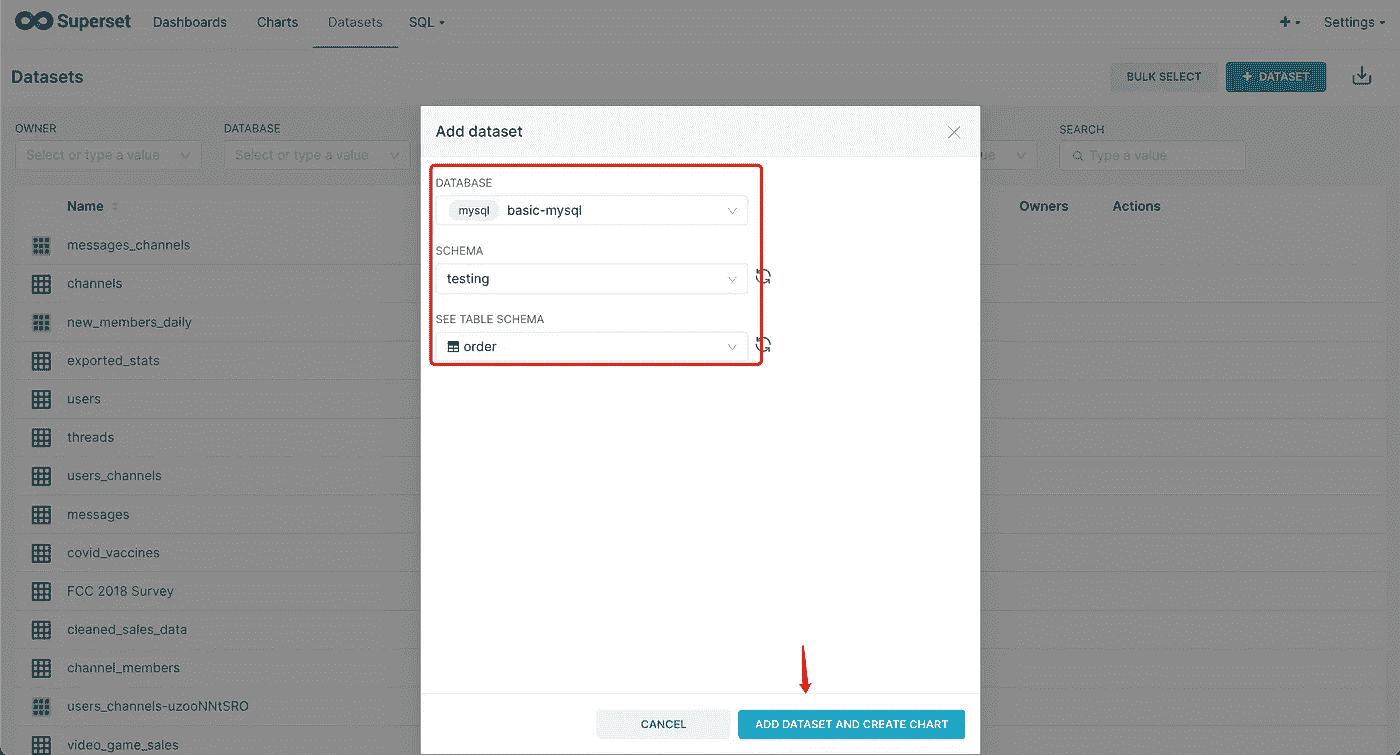 Superset Dashboards Charts Datasets SQL + Settings
Datasets BULK SELECT + DATASET
Add dataset
OWNER DATABASE SEARCH
Select or type a value Select or type a value ue Type a value
DATABASE
mysql basic-mysql
Name Owners Actions
messages_channels
SCHEMA
testing
channels
SEE TABLE SCHEMA
new_members_daily
order
exported_stats
users
threads
users_channels
messages
covid_vaccines
FCC 2018 Survey
cleaned_sales_data
channel_members
users_channels-uzooNNtSRO
CANCEL ADD DATASET AND CREATE CHART
video_game_sales